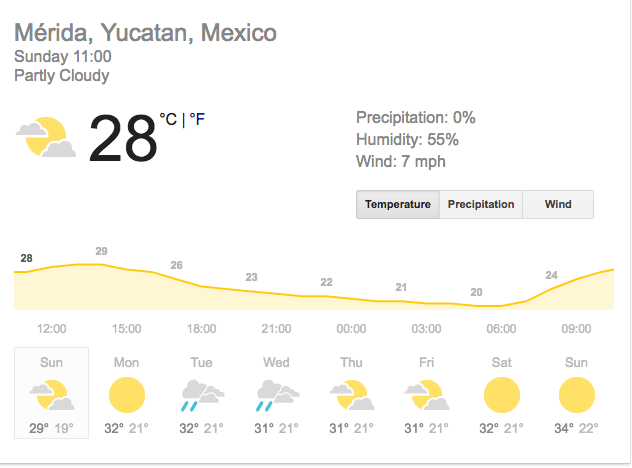 Mérida, Yucatan, Mexico
Sunday 11:00
Partly Cloudy
28 °C | °F
Precipitation: 0%
Humidity: 55%
Wind: 7 mph
Temperature Precipitation Wind
28 29 26 23 22 21 20 24
12:00 15:00 18:00 21:00 00:00 03:00 06:00 09:00
Sun Mon Tue Wed Thu Fri Sat Sun
29° 19° 32° 21° 32° 21° 31° 21° 31° 21° 31° 21° 32° 21° 34° 22°